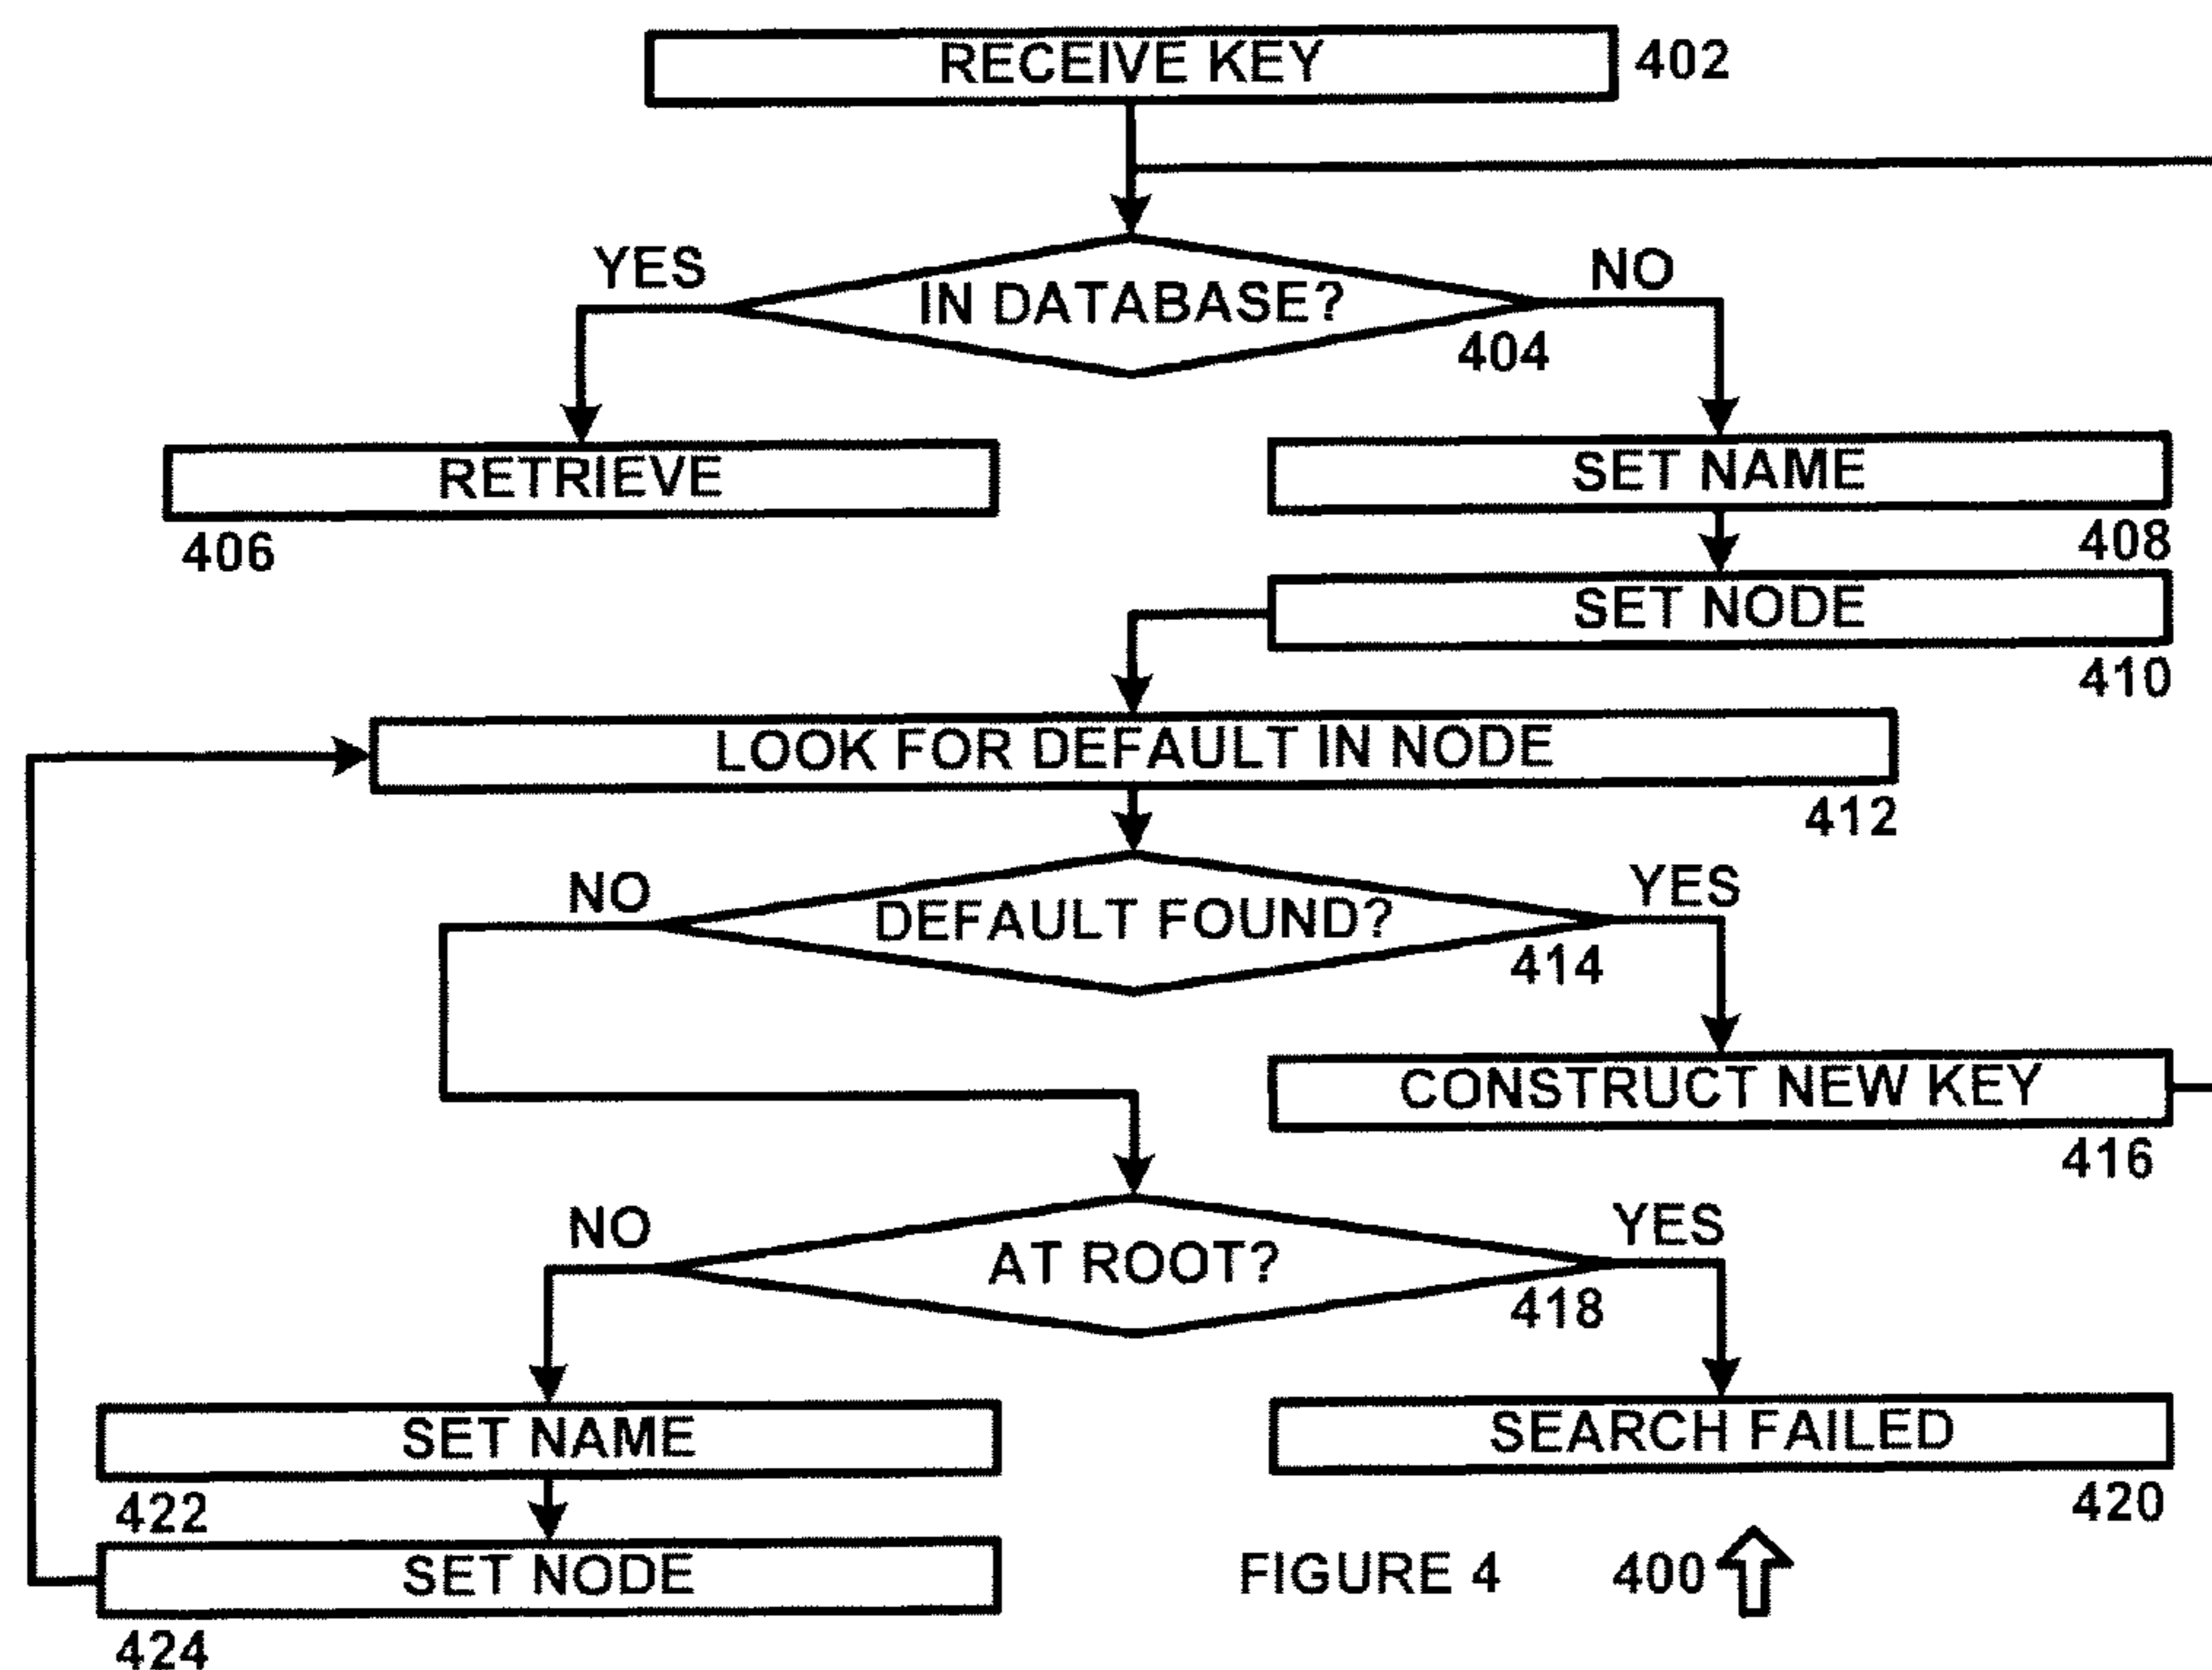 RECEIVE KEY 402
YES
NO
IN DATABASE?
404
RETRIEVE
406
SET NAME
408
SET NODE
410
LOOK FOR DEFAULT IN NODE
412
NO
YES
DEFAULT FOUND?
414
CONSTRUCT NEW KEY
416
NO
YES
AT ROOT?
418
SET NAME
422
SEARCH FAILED
420
SET NODE
424
FIGURE 4 400